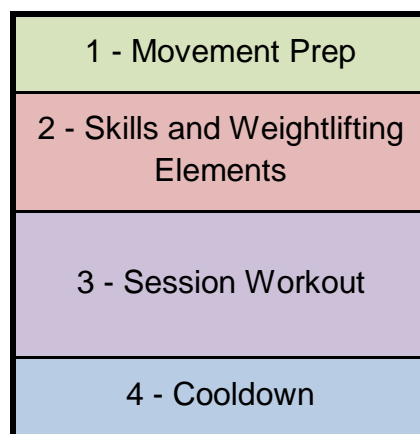 1 - Movement Prep
2 - Skills and Weightlifting
Elements
3 - Session Workout
4 - Cooldown